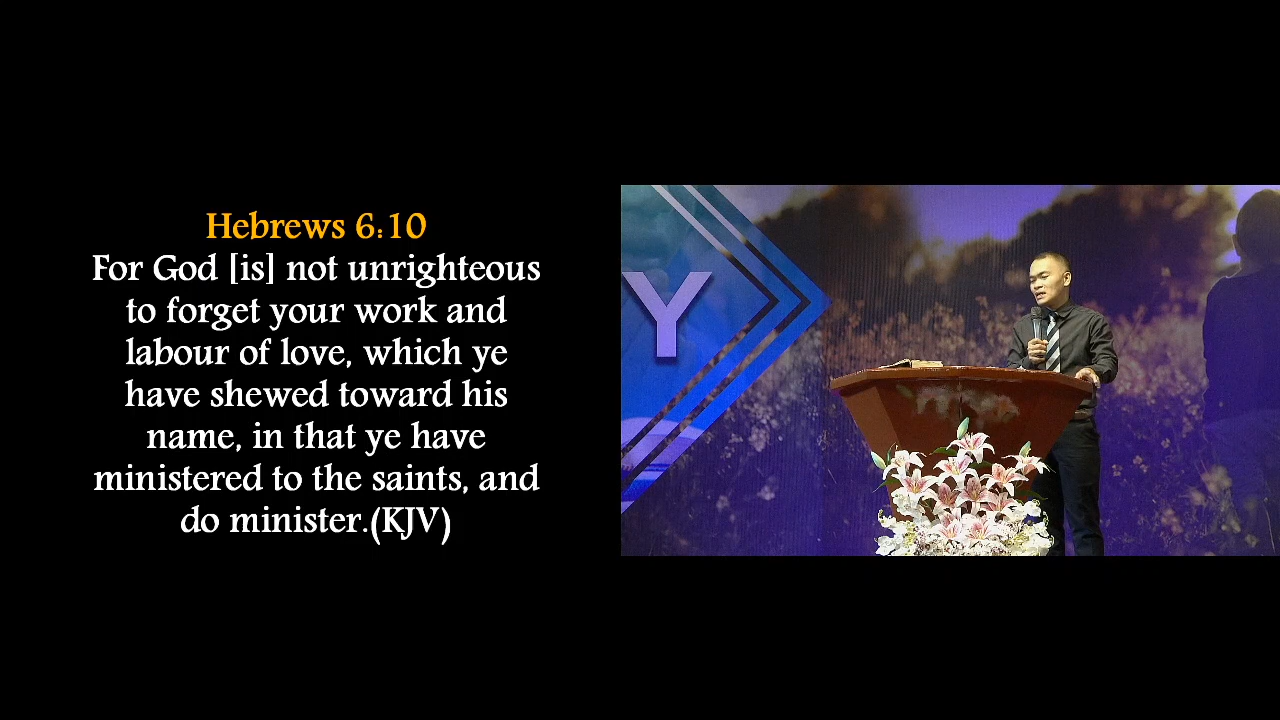 Hebrews 6:10
For God [is] not unrighteous
to forget your work and
labour of love, which ye
have shewed toward his
name, in that ye have
ministered to the saints, and
do minister.(KJV)
Y